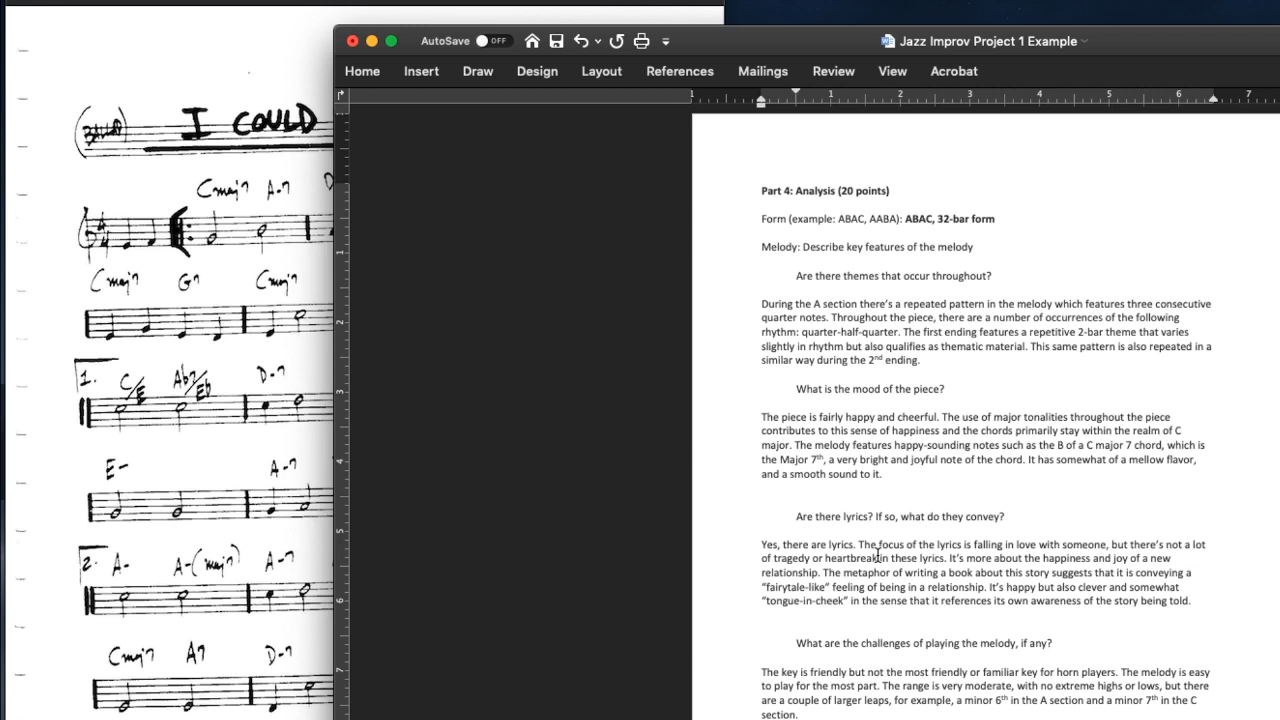 AutoSave OFF
Jazz Improv Project 1 Example
Home Insert Draw Design Layout References Mailings Review View Acrobat
1 1 2 3 4 5 6 7
(BALLAD) I COULD
Cmaj7 A-7 D
Cmaj7 G7 Cmaj7
1. C/E Ab7/Eb D-7
E- A-7
2. A- A-(maj7) A-7
Cmaj7 A7 D-7
1
2
3
4
5
6
7
Part 4: Analysis (20 points)
Form (example: ABAC, AABA): ABAC, 32-bar form
Melody: Describe key features of the melody
Are there themes that occur throughout?
During the A section there's a repeated pattern in the melody which features three consecutive
quarter notes. Throughout the piece, there are a number of occurrences of the following
rhythm: quarter-half-quarter. The first ending features a repetitive 2-bar theme that varies
slightly in rhythm but also qualifies as thematic material. This same pattern is also repeated in a
similar way during the 2nd ending.
What is the mood of the piece?
The piece is fairly happy and cheerful. The use of major tonalities throughout the piece
contributes to this sense of happiness and the chords primarily stay within the realm of C
major. The melody features happy-sounding notes such as the B of a C major 7 chord, which is
the Major 7th, a very bright and joyful note of the chord. It has somewhat of a mellow flavor,
and a smooth sound to it.
Are there lyrics? If so, what do they convey?
Yes, there are lyrics. The focus of the lyrics is falling in love with someone, but there's not a lot
of tragedy or heartbreak in these lyrics. It's more about the happiness and joy of a new
relationship. The metaphor of writing a book about this story suggests that it is conveying a
"fairytale-like" feeling of being in a relationship. It's happy but also clever and somewhat
"tongue-in-cheek" in the sense that it references its own awareness of the story being told.
What are the challenges of playing the melody, if any?
The key is friendly but not the most friendly or familiar key for horn players. The melody is easy
to play for the most part. The range is very moderate, with no extreme highs or lows, but there
are a couple of larger leaps, for example, a minor 6th in the A section and a minor 7th in the C
section.